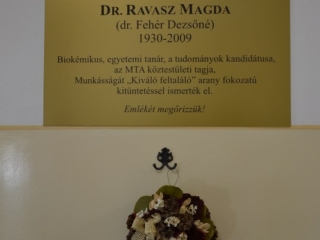 DR. RAVASZ MAGDA
(dr. Fehér Dezsőné)
1930-2009
Biokémikus, egyetemi tanár, a tudományok kandidátusa,
az MTA köztestületi tagja,
Munkásságát „Kiváló feltaláló” arany fokozatú
kitüntetéssel ismerték el.
Emlékét megőrizzük!